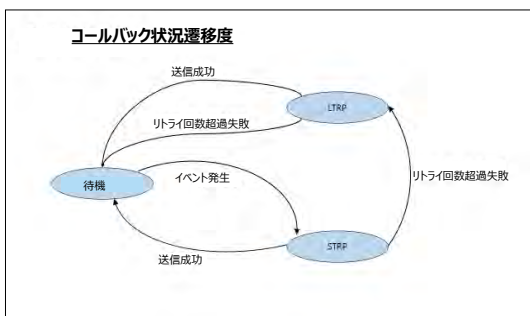 コールバック状況遷移度
送信成功
LTRP
リトライ回数超過失敗
待機
イベント発生
リトライ回数超過失敗
STRP
送信成功